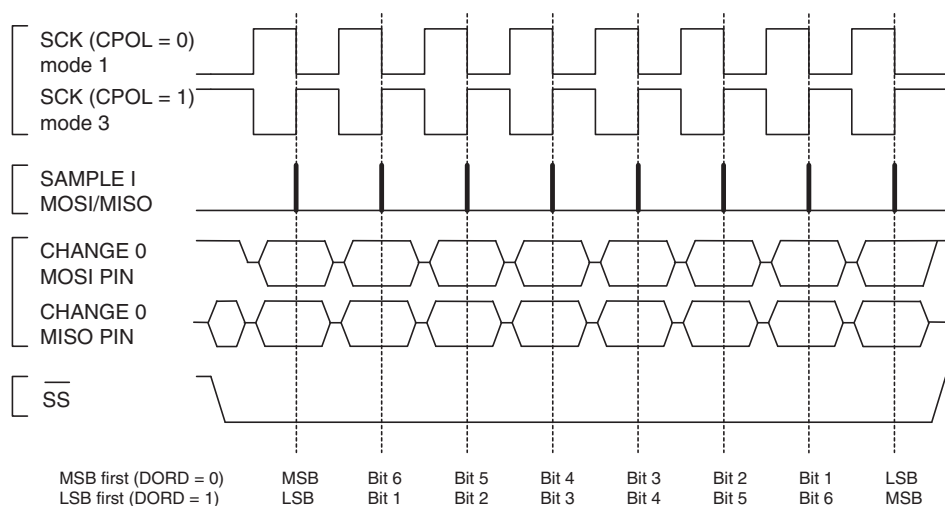 SCK (CPOL = 0)
mode 1
SCK (CPOL = 1)
mode 3
SAMPLE I
MOSI/MISO
CHANGE 0
MOSI PIN
CHANGE 0
MISO PIN
SS
MSB first (DORD = 0) MSB Bit 6 Bit 5 Bit 4 Bit 3 Bit 2 Bit 1 LSB
LSB first (DORD = 1) LSB Bit 1 Bit 2 Bit 3 Bit 4 Bit 5 Bit 6 MSB